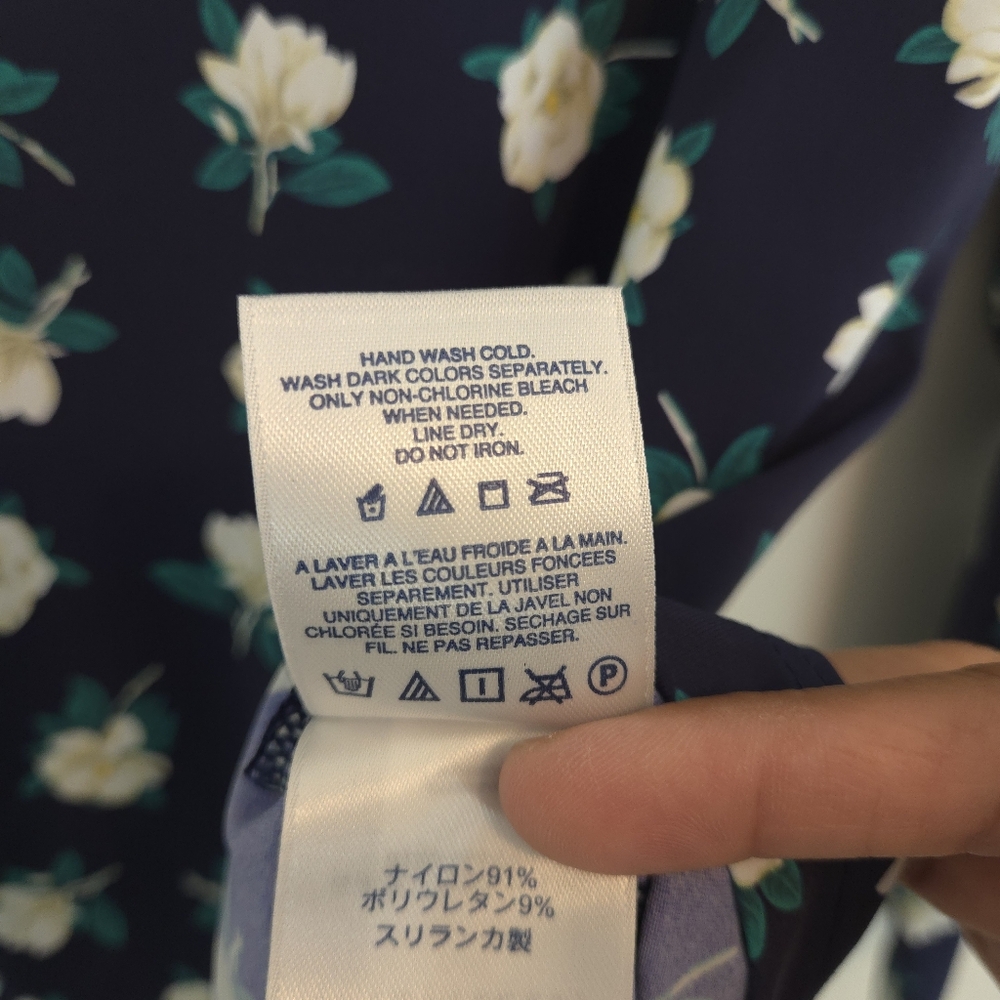 HAND WASH COLD.
WASH DARK COLORS SEPARATELY.
ONLY NON-CHLORINE BLEACH
WHEN NEEDED.
LINE DRY.
DO NOT IRON.
A LAVER A L'EAU FROIDE A LA MAIN.
LAVER LES COULEURS FONCEES
SEPAREMENT. UTILISER
UNIQUEMENT DE LA JAVEL NON
CHLORÉE SI BESOIN. SECHAGE SUR
FIL. NE PAS REPASSER.
P
ナイロン91%
ポリウレタン9%
スリランカ製